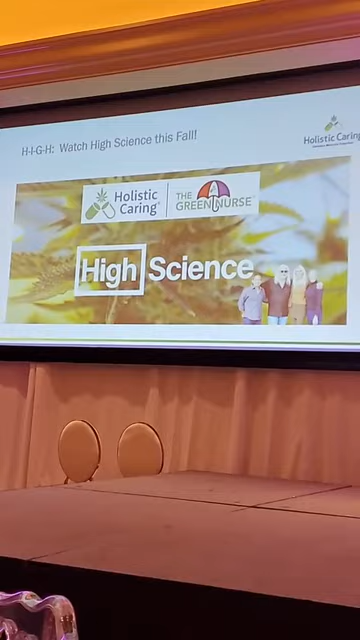 H-I-G-H: Watch High Science this Fall!
Holistic Caring
Holistic Caring
THE GREEN NURSE
High Science